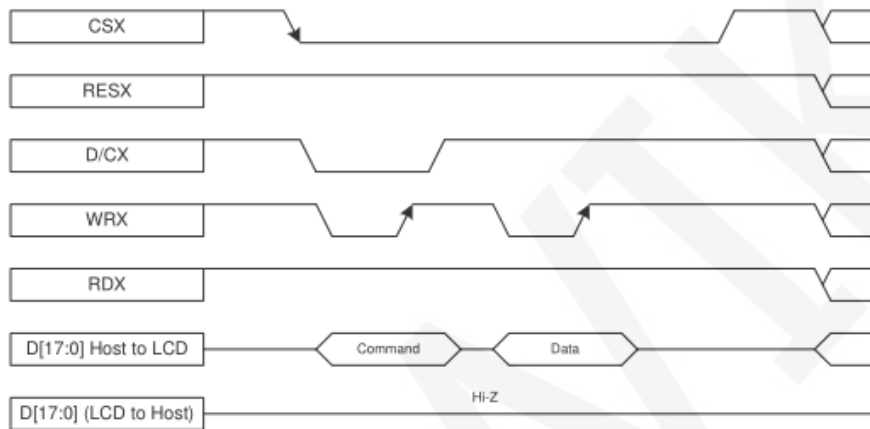 CSX
RESX
D/CX
WRX
RDX
D[17:0] Host to LCD
Command
Data
Hi-Z
D[17:0] (LCD to Host)